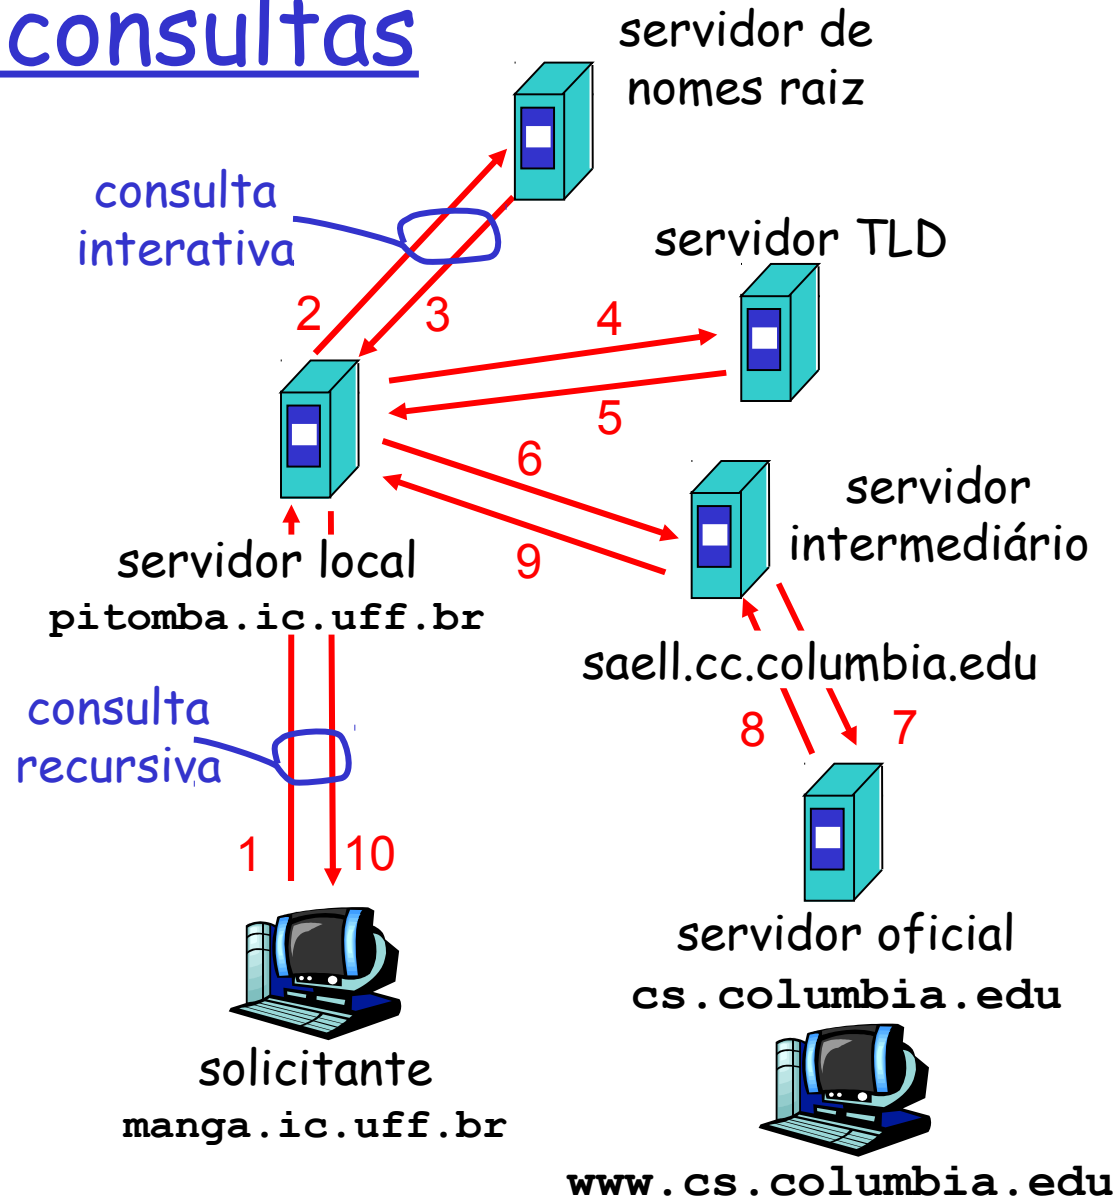 consultas
servidor de
nomes raiz
consulta
interativa
servidor TLD
2
3
4
5
6
servidor
intermediário
9
servidor local
pitomba.ic.uff.br
saell.cc.columbia.edu
consulta
recursiva
8
7
1
10
servidor oficial
cs.columbia.edu
solicitante
manga.ic.uff.br
www.cs.columbia.edu